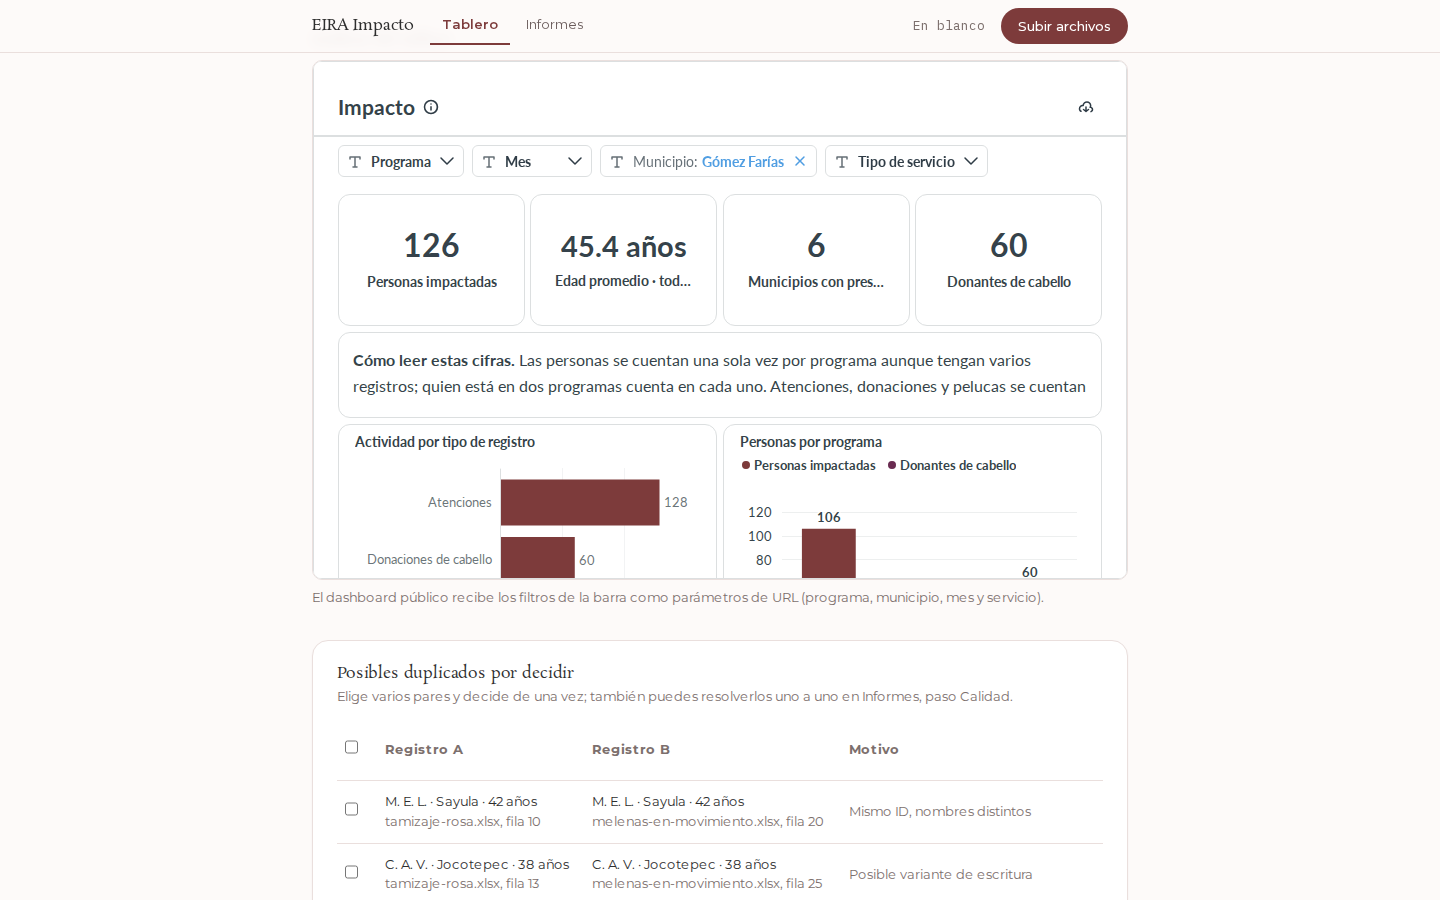 EIRA Impacto
Tablero
Informes
En blanco
Subir archivos
Impacto
Programa
Mes
Municipio: Gómez Farías
Tipo de servicio
126
Personas impactadas
45.4 años
Edad promedio · tod...
6
Municipios con pres...
60
Donantes de cabello
Cómo leer estas cifras. Las personas se cuentan una sola vez por programa aunque tengan varios
registros; quien está en dos programas cuenta en cada uno. Atenciones, donaciones y pelucas se cuentan
Actividad por tipo de registro
Atenciones
128
Donaciones de cabello
60
Personas por programa
Personas impactadas
Donantes de cabello
120
106
100
80
60
El dashboard público recibe los filtros de la barra como parámetros de URL (programa, municipio, mes y servicio).
Posibles duplicados por decidir
Elige varios pares y decide de una vez; también puedes resolverlos uno a uno en Informes, paso Calidad.
Registro A
Registro B
Motivo
M. E. L. · Sayula · 42 años
tamizaje-rosa.xlsx, fila 10
M. E. L. · Sayula · 42 años
melenas-en-movimiento.xlsx, fila 20
Mismo ID, nombres distintos
C. A. V. · Jocotepec · 38 años
tamizaje-rosa.xlsx, fila 13
C. A. V. · Jocotepec · 38 años
melenas-en-movimiento.xlsx, fila 25
Posible variante de escritura